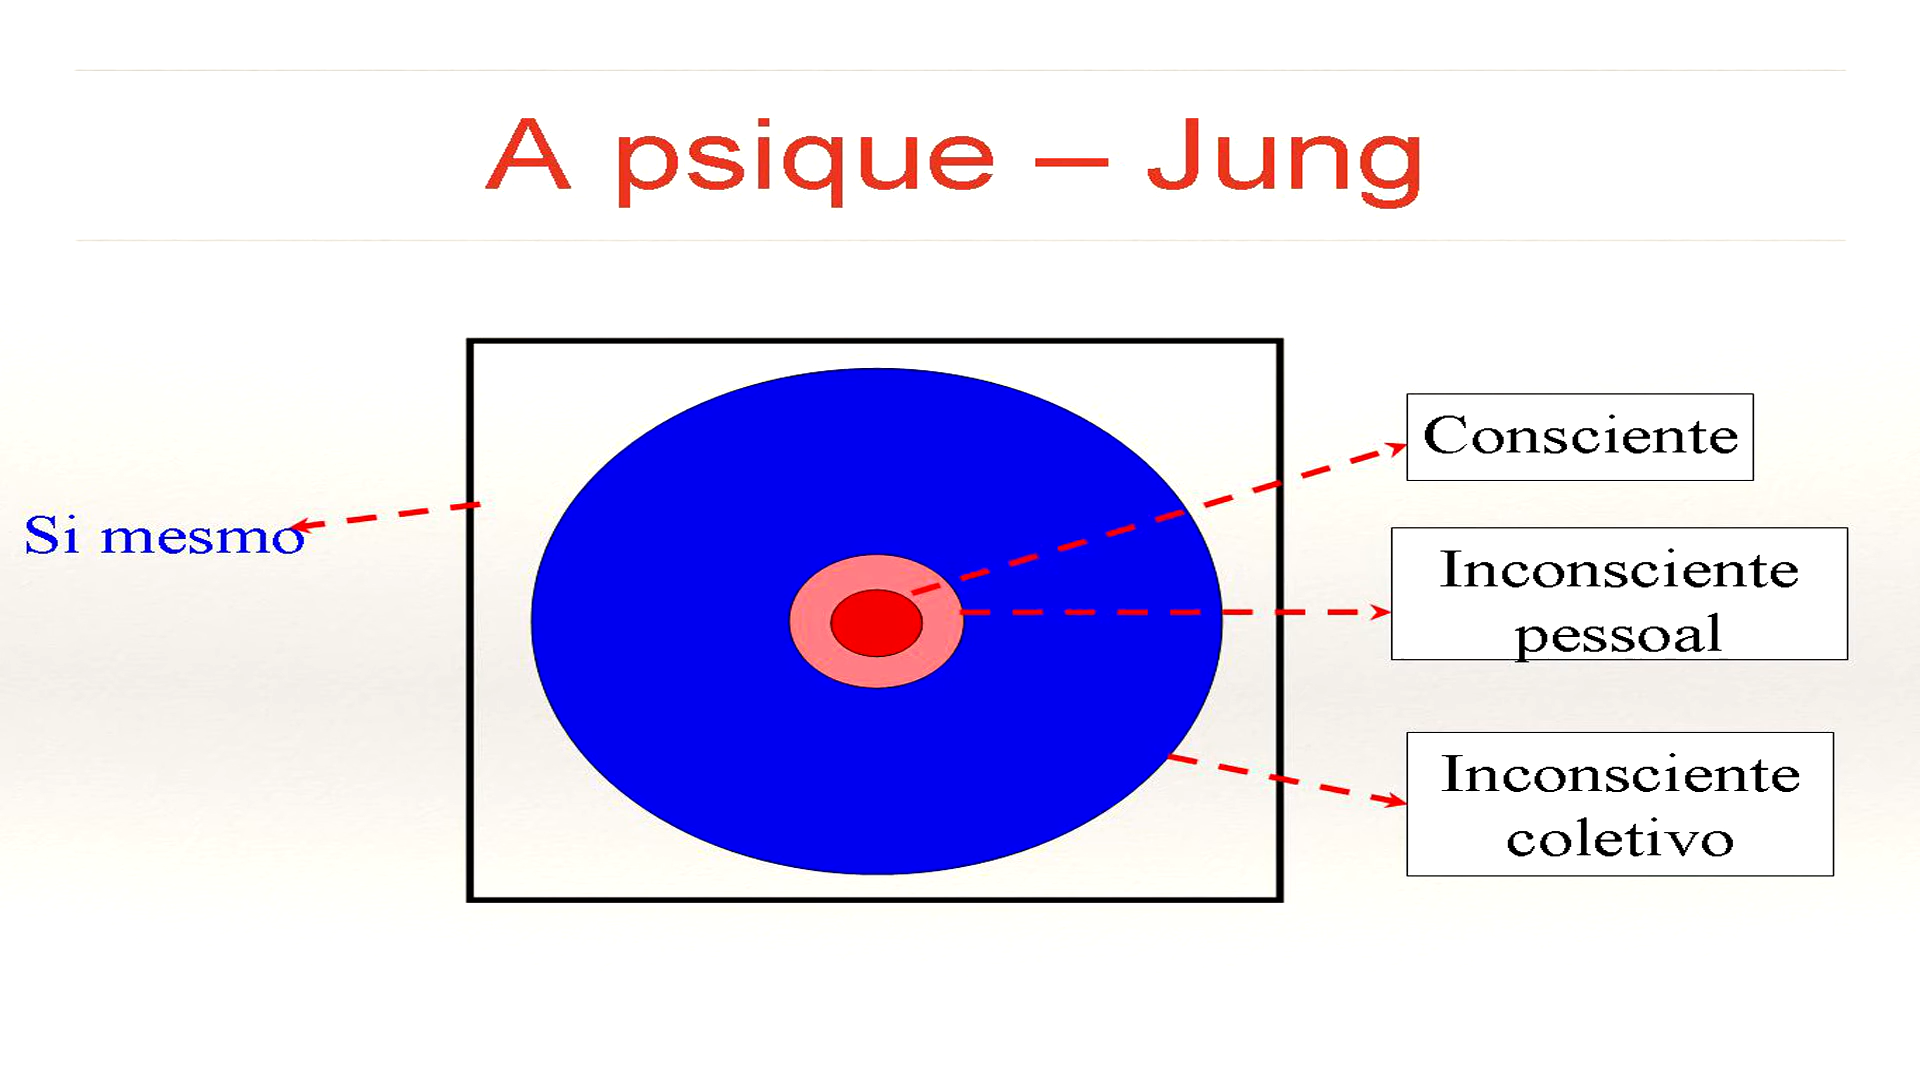 A psique – Jung
Si mesmo
Consciente
Inconsciente
pessoal
Inconsciente
coletivo